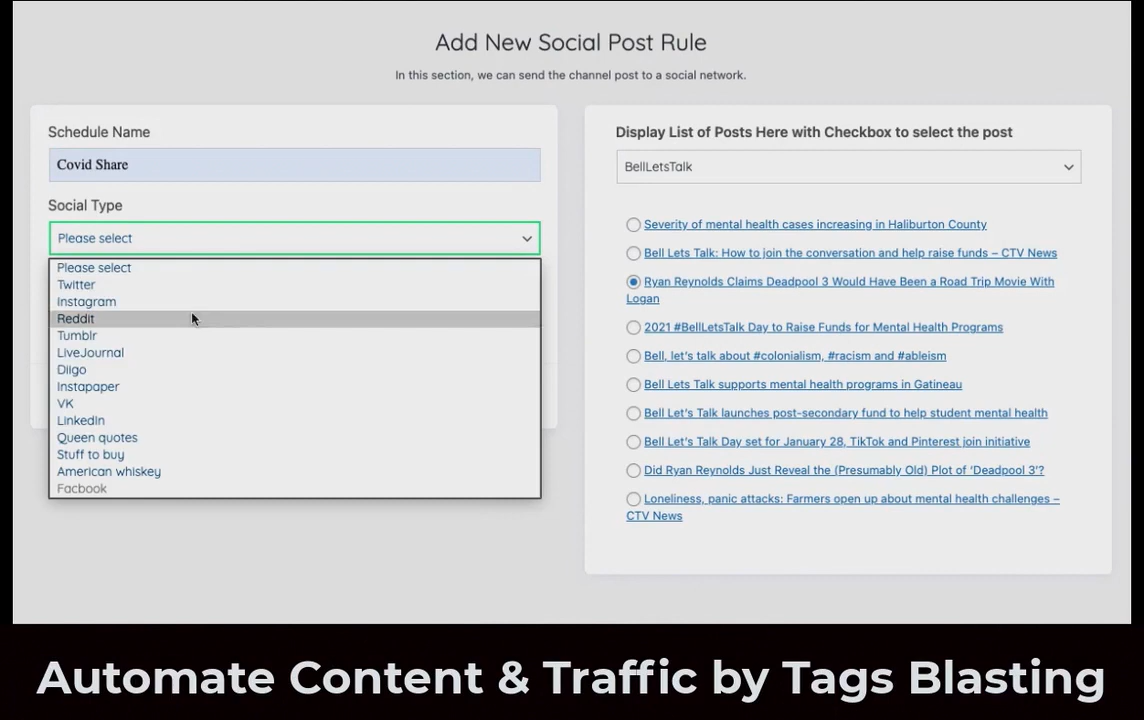 Add New Social Post Rule
In this section, we can send the channel post to a social network.
Schedule Name
Covid Share
Social Type
Please select
Please select
Twitter
Instagram
Reddit
Tumblr
LiveJournal
Diigo
Instapaper
VK
LinkedIn
Queen quotes
Stuff to buy
American whiskey
Facbook
Display List of Posts Here with Checkbox to select the post
BellLetsTalk
Severity of mental health cases increasing in Haliburton County
Bell Lets Talk: How to join the conversation and help raise funds – CTV News
Ryan Reynolds Claims Deadpool 3 Would Have Been a Road Trip Movie With
Logan
2021 #BellLetsTalk Day to Raise Funds for Mental Health Programs
Bell, let's talk about #colonialism, #racism and #ableism
Bell Lets Talk supports mental health programs in Gatineau
Bell Let's Talk launches post-secondary fund to help student mental health
Bell Let's Talk Day set for January 28, TikTok and Pinterest join initiative
Did Ryan Reynolds Just Reveal the (Presumably Old) Plot of 'Deadpool 3'?
Loneliness, panic attacks: Farmers open up about mental health challenges –
CTV News
Automate Content & Traffic by Tags Blasting